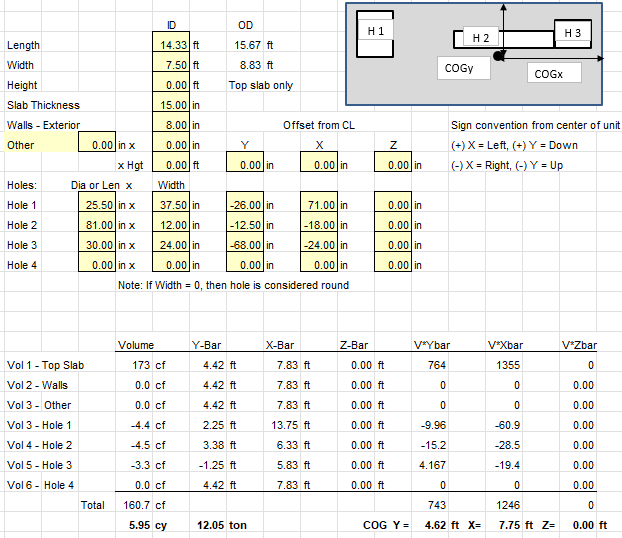 ID OD
Length 14.33 ft 15.67 ft
Width 7.50 ft 8.83 ft
Height 0.00 ft Top slab only
Slab Thickness 15.00 in
Walls - Exterior 8.00 in Offset from CL Sign convention from center of unit
Other 0.00 in x 0.00 in Y X Z (+) X = Left, (+) Y = Down
x Hgt 0.00 ft 0.00 in 0.00 in 0.00 in (-) X = Right, (-) Y = Up
Holes: Dia or Len x Width
Hole 1 25.50 in x 37.50 in -26.00 in 71.00 in 0.00 in
Hole 2 81.00 in x 12.00 in -12.50 in -18.00 in 0.00 in
Hole 3 30.00 in x 24.00 in -68.00 in -24.00 in 0.00 in
Hole 4 0.00 in x 0.00 in 0.00 in 0.00 in 0.00 in
Note: If Width = 0, then hole is considered round
H 1
H 2
H 3
COGy
COGx
Volume Y-Bar X-Bar Z-Bar V*Ybar V*Xbar V*Zbar
Vol 1 - Top Slab 173 cf 4.42 ft 7.83 ft 0.00 ft 764 1355 0
Vol 2 - Walls 0.0 cf 4.42 ft 7.83 ft 0.00 ft 0 0 0.00
Vol 3 - Other 0.0 cf 4.42 ft 7.83 ft 0.00 ft 0 0 0.00
Vol 3 - Hole 1 -4.4 cf 2.25 ft 13.75 ft 0.00 ft -9.96 -60.9 0.00
Vol 4 - Hole 2 -4.5 cf 3.38 ft 6.33 ft 0.00 ft -15.2 -28.5 0.00
Vol 5 - Hole 3 -3.3 cf -1.25 ft 5.83 ft 0.00 ft 4.167 -19.4 0.00
Vol 6 - Hole 4 0.0 cf 4.42 ft 7.83 ft 0.00 ft 0 0 0.00
Total 160.7 cf 743 1246 0
5.95 cy 12.05 ton COG Y = 4.62 ft X= 7.75 ft Z= 0.00 ft